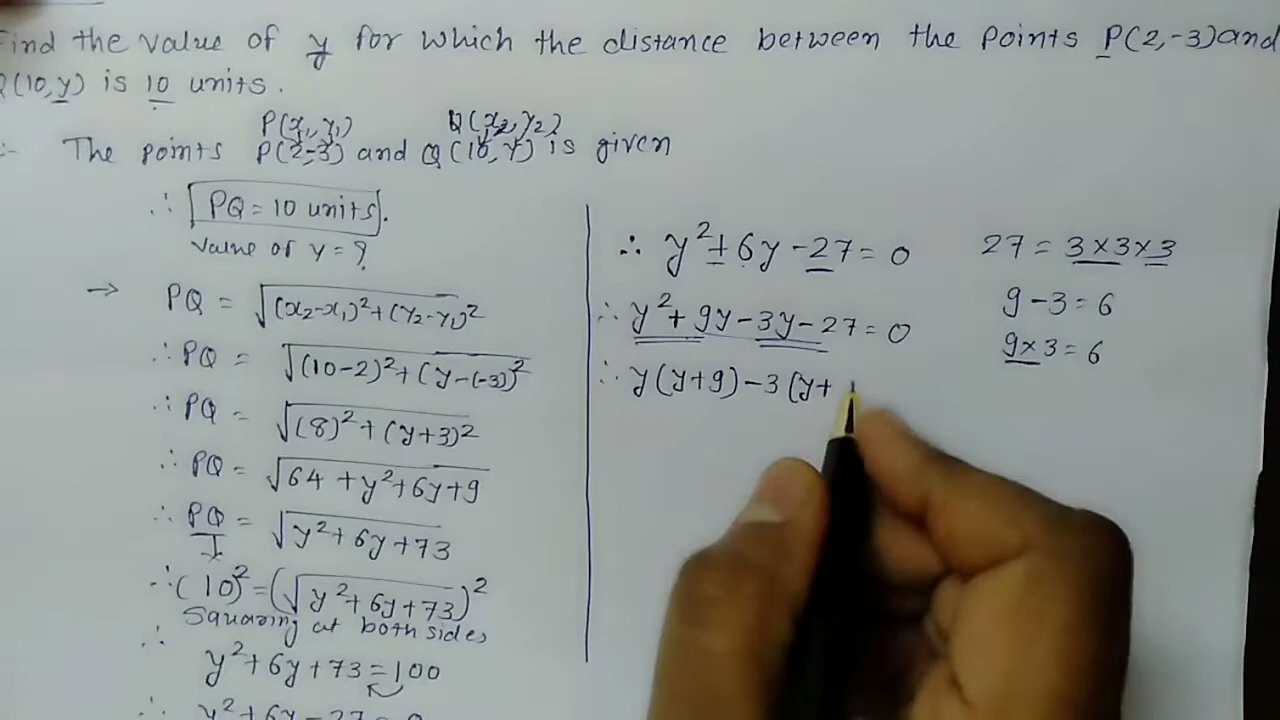 Find the value of y for which the distance between the points P(2,-3) and
Q(10,y) is 10 units.
P(x₁,y₁) Q(x₂,y₂)
:- The points P(2,-3) and Q(10,y) is given
∴ PQ = 10 units.
value of y = ?
→ PQ = √(x₂-x₁)²+(y₂-y₁)²
∴ PQ = √(10-2)²+(y-(-3))²
∴ PQ = √(8)²+(y+3)²
∴ PQ = √64+y²+6y+9
∴ PQ = √y²+6y+73
∴ (10)² = (√y²+6y+73)²
Squaring at both sides
∴ y²+6y+73 = 100
∴ y²+6y-27=0
∴ y²+6y-27=0
∴ y²+9y-3y-27=0
∴ y(y+9)-3(y+
27 = 3×3×3
9-3=6
9×3=6